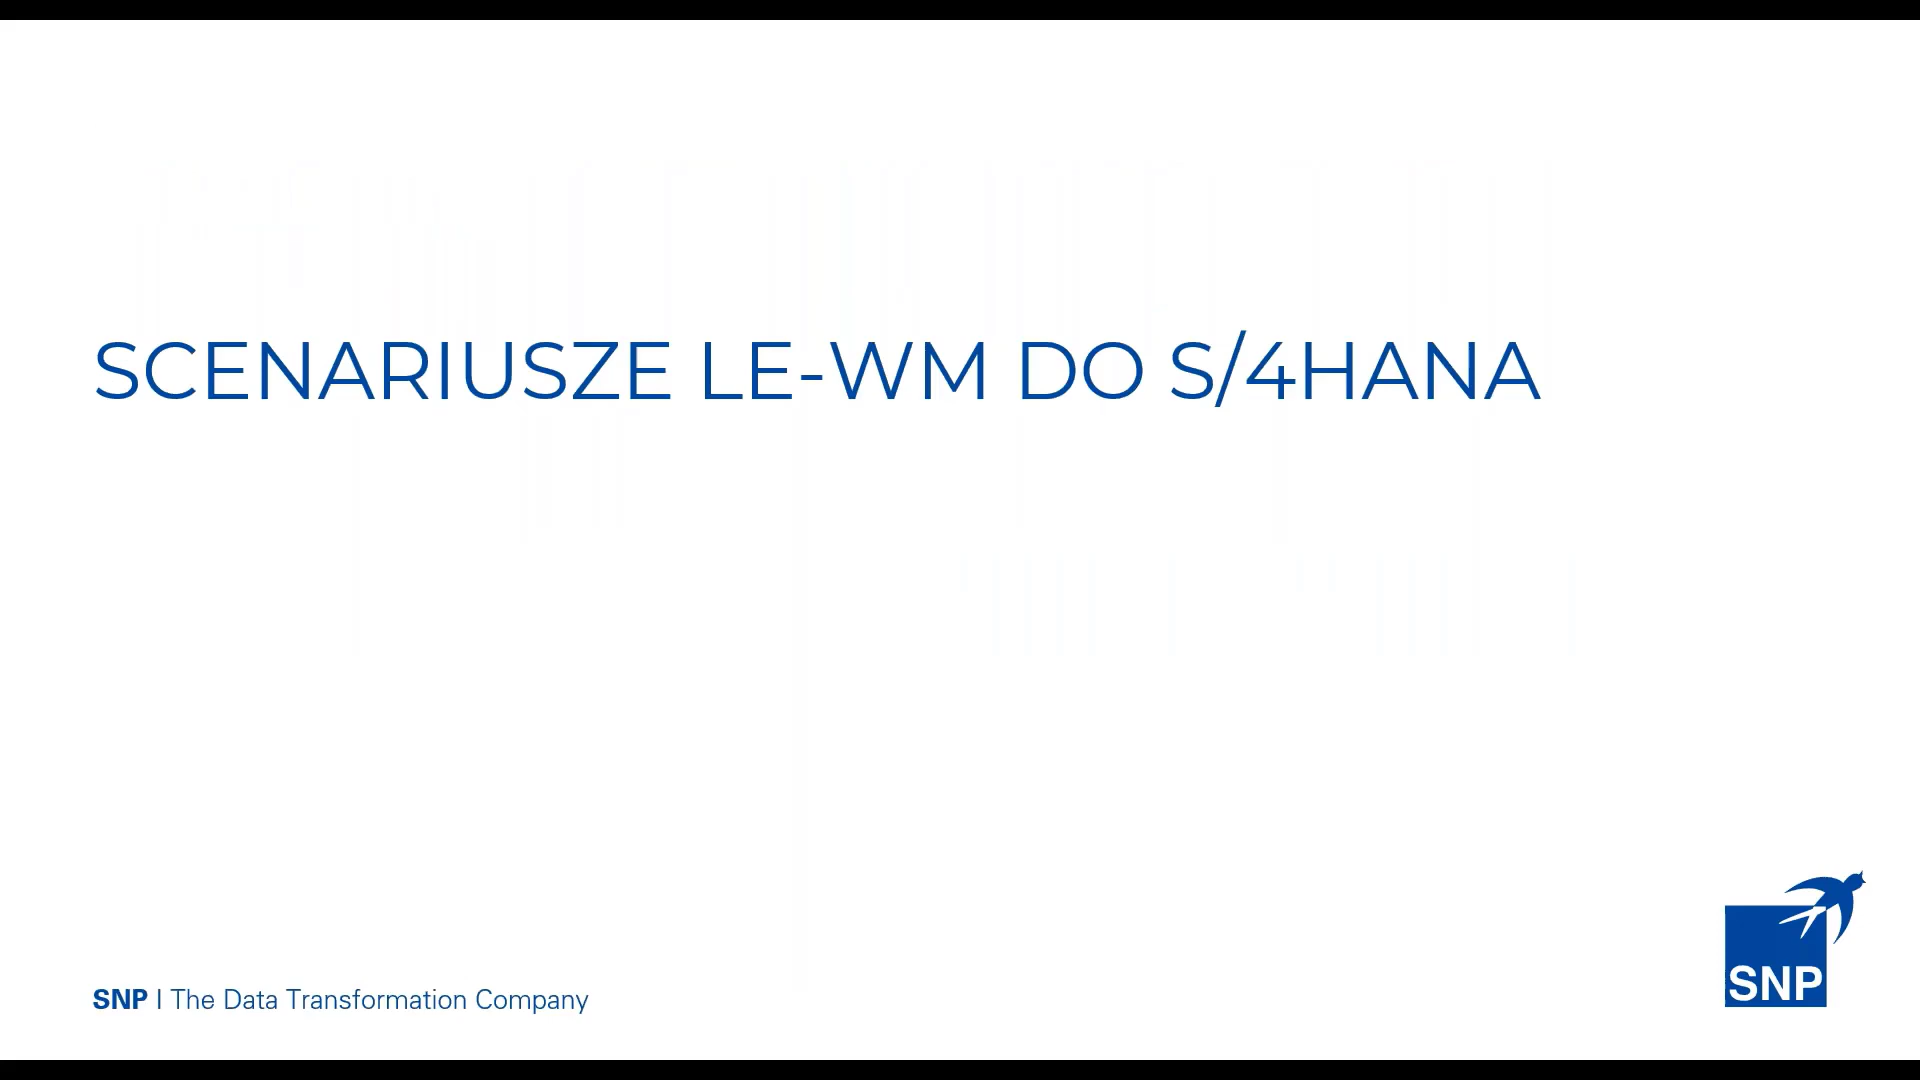 SCENARIUSZE LE-WM DO S/4HANA
SNP | The Data Transformation Company
SNP